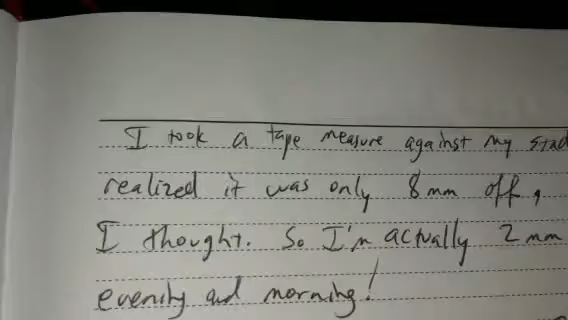 I took a tape measure against my
realized it was only 8mm off,
I thought. So I'm actually 2mm
evening and morning!